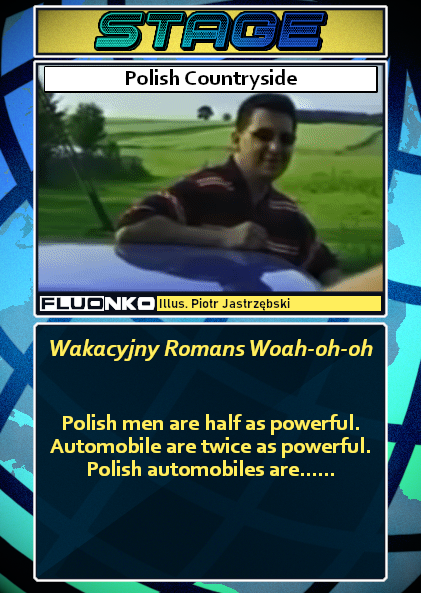 STAGE
Polish Countryside
FLUONKO Illus. Piotr Jastrzębski
Wakacyjny Romans Woah-oh-oh
Polish men are half as powerful.
Automobile are twice as powerful.
Polish automobiles are......